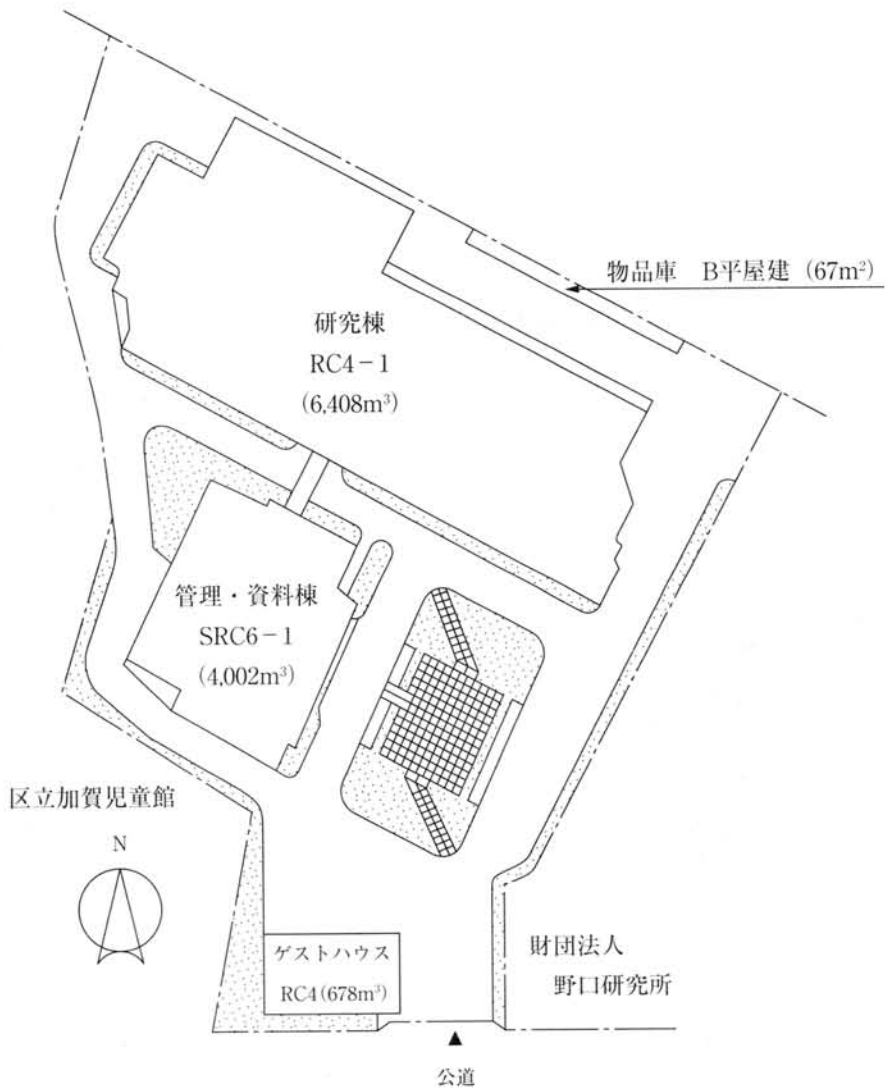 物品庫 B平屋建 (67m²)
研究棟
RC4-1
(6,408m³)
管理・資料棟
SRC6-1
(4,002m³)
区立加賀児童館
N
ゲストハウス
RC4(678m³)
財団法人
野口研究所
公道